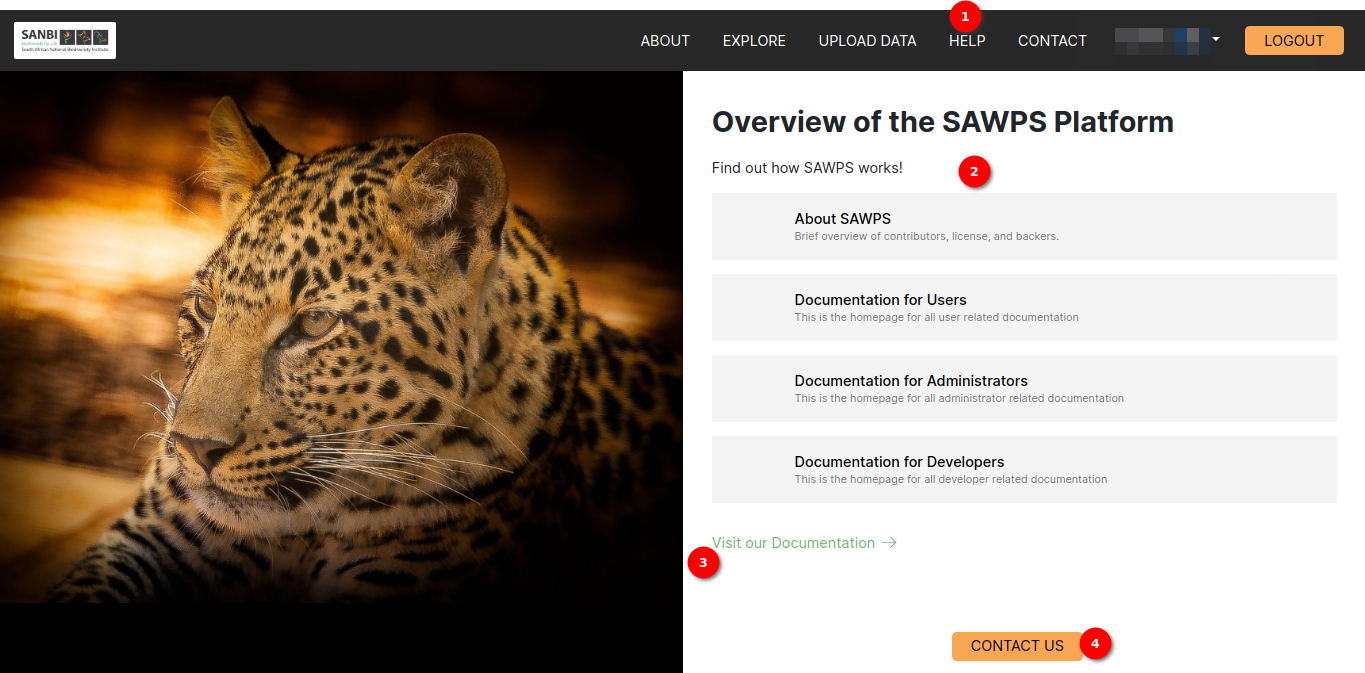 SANBI
Biodiversity for Life
South African National Biodiversity Institute
1
ABOUT EXPLORE UPLOAD DATA HELP CONTACT LOGOUT
Overview of the SAWPS Platform
Find out how SAWPS works!
2
About SAWPS
Brief overview of contributors, license, and backers.
Documentation for Users
This is the homepage for all user related documentation
Documentation for Administrators
This is the homepage for all administrator related documentation
Documentation for Developers
This is the homepage for all developer related documentation
Visit our Documentation →
3
CONTACT US
4